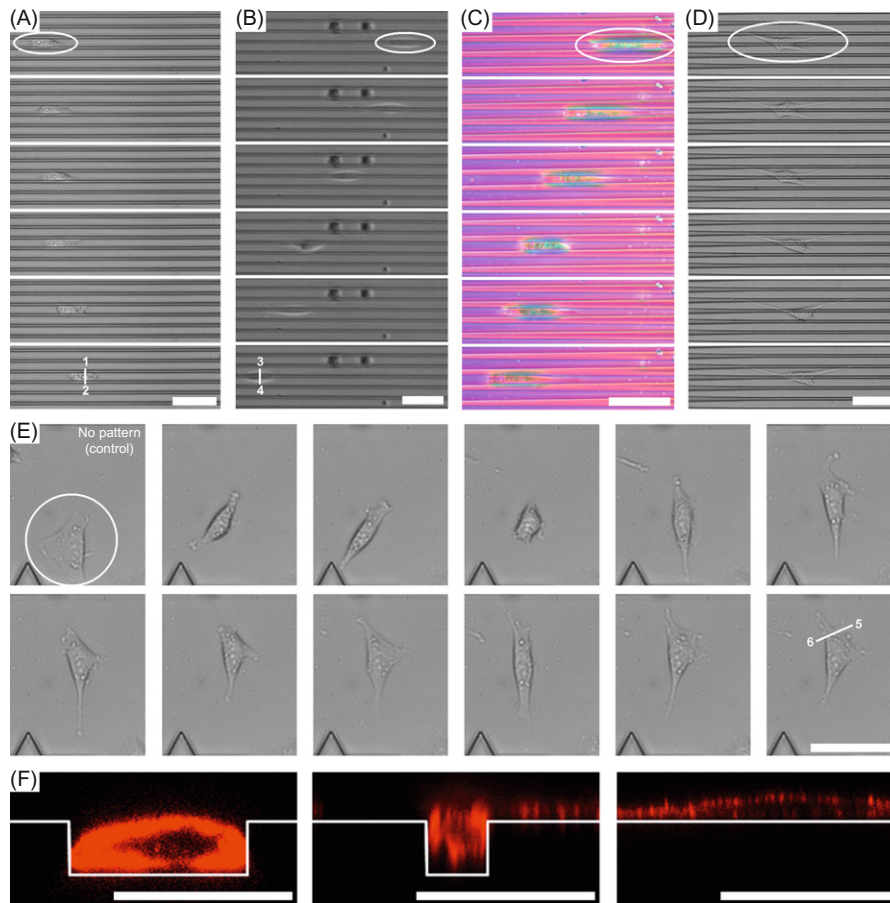 (A)
(B)
(C)
(D)
1
2
3
4
(E)
No pattern
(control)
5
6
(F)